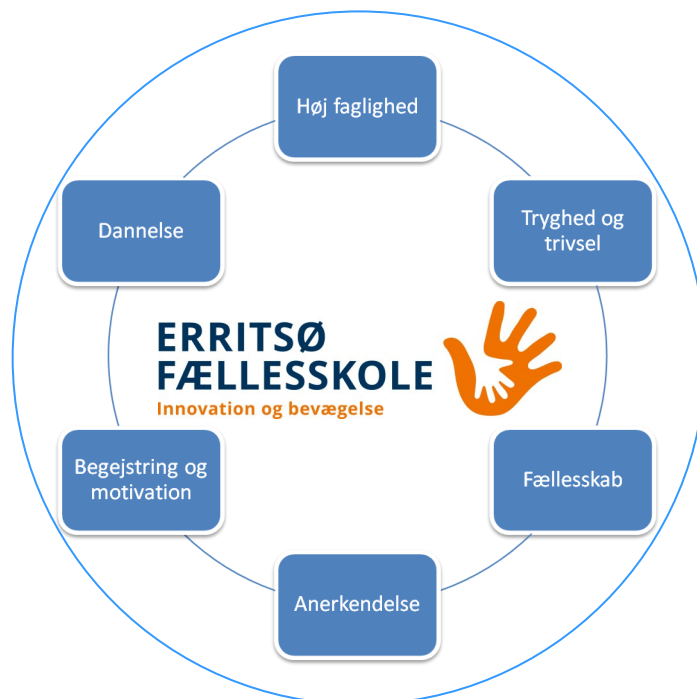 Høj faglighed
Dannelse
Tryghed og
trivsel
ERRITSØ
FÆLLESSKOLE
Innovation og bevægelse
Begejstring og
motivation
Fællesskab
Anerkendelse